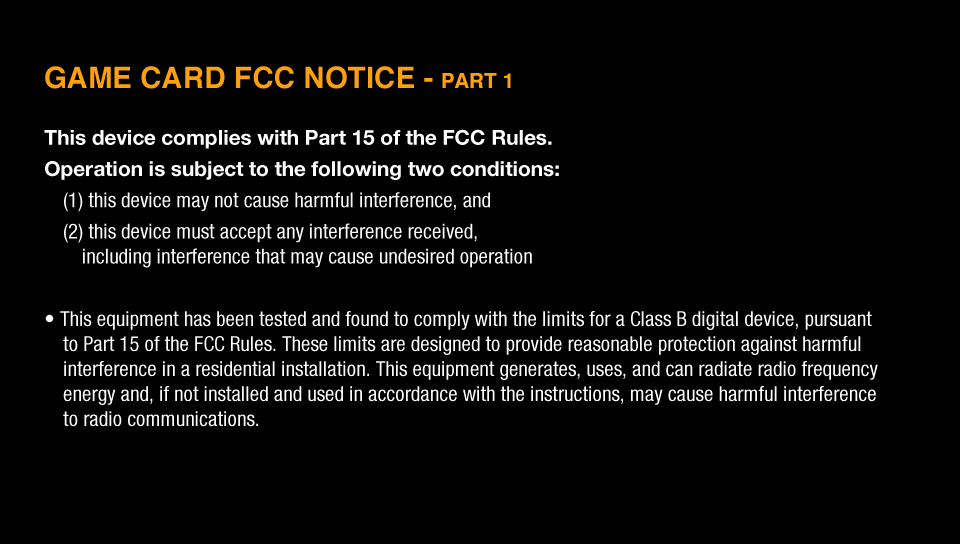 GAME CARD FCC NOTICE - PART 1
This device complies with Part 15 of the FCC Rules.
Operation is subject to the following two conditions:
(1) this device may not cause harmful interference, and
(2) this device must accept any interference received,
including interference that may cause undesired operation
• This equipment has been tested and found to comply with the limits for a Class B digital device, pursuant
to Part 15 of the FCC Rules. These limits are designed to provide reasonable protection against harmful
interference in a residential installation. This equipment generates, uses, and can radiate radio frequency
energy and, if not installed and used in accordance with the instructions, may cause harmful interference
to radio communications.